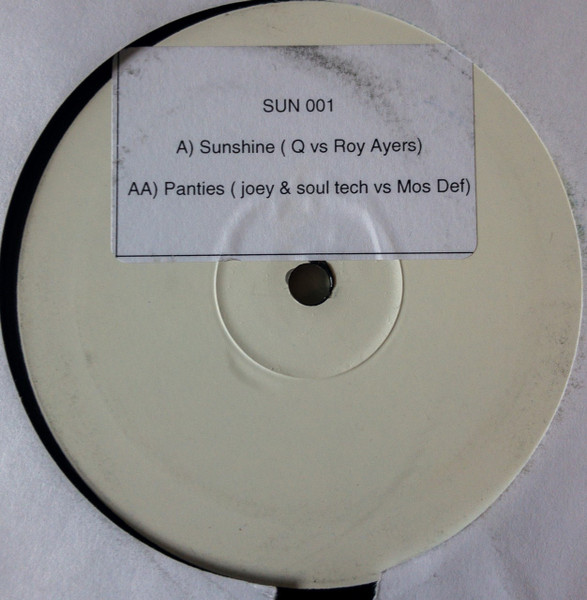 SUN 001
A) Sunshine ( Q vs Roy Ayers)
AA) Panties ( joey & soul tech vs Mos Def)